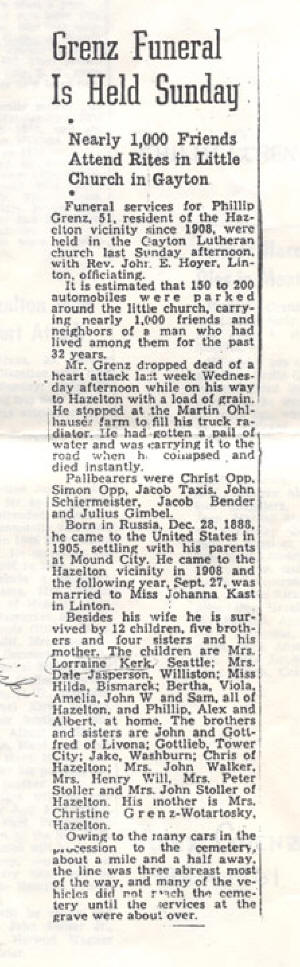 Grenz Funeral
Is Held Sunday
Nearly 1,000 Friends
Attend Rites in Little
Church in Gayton
Funeral services for Phillip
Grenz, 51, resident of the Haz-
elton vicinity since 1908, were
held in the Gayton Lutheran
church last Sunday afternoon,
with Rev. John E. Hoyer, Lin-
ton, officiating.
It is estimated that 150 to 200
automobiles were parked
around the little church, carry-
ing nearly 1,000 friends and
neighbors of a man who had
lived among them for the past
32 years.
Mr. Grenz dropped dead of a
heart attack last week Wednes-
day afternoon while on his way
to Hazelton with a load of grain.
He stopped at the Martin Ohl-
hauser farm to fill his truck ra-
diator. He had gotten a pail of
water and was carrying it to the
road when he collapsed and
died instantly.
Pallbearers were Christ Opp,
Simon Opp, Jacob Taxis, John
Schiermeister, Jacob Bender
and Julius Gimbel.
Born in Russia, Dec. 28, 1888,
he came to the United States in
1905, settling with his parents
at Mound City. He came to the
Hazelton vicinity in 1908 and
the following year, Sept. 27, was
married to Miss Johanna Kast
in Linton.
Besides his wife he is sur-
vived by 12 children, five broth-
ers and four sisters and his
mother. The children are Mrs.
Lorraine Kerk, Seattle; Mrs.
Dale Jasperson, Williston; Miss
Hilda, Bismarck; Bertha, Viola,
Amelia, John W and Sam, all of
Hazelton, and Phillip, Alex and
Albert, at home. The brothers
and sisters are John and Gott-
fred of Livona; Gottlieb, Tower
City; Jake, Washburn; Chris of
Hazelton; Mrs. John Walker,
Mrs. Henry Will, Mrs. Peter
Stoller and Mrs. John Stoller of
Hazelton. His mother is Mrs.
Christine Grenz-Wotartosky,
Hazelton.
Owing to the many cars in the
procession to the cemetery,
about a mile and a half away,
the line was three abreast most
of the way, and many of the ve-
hicles did not reach the ceme-
tery until the services at the
grave were about over.